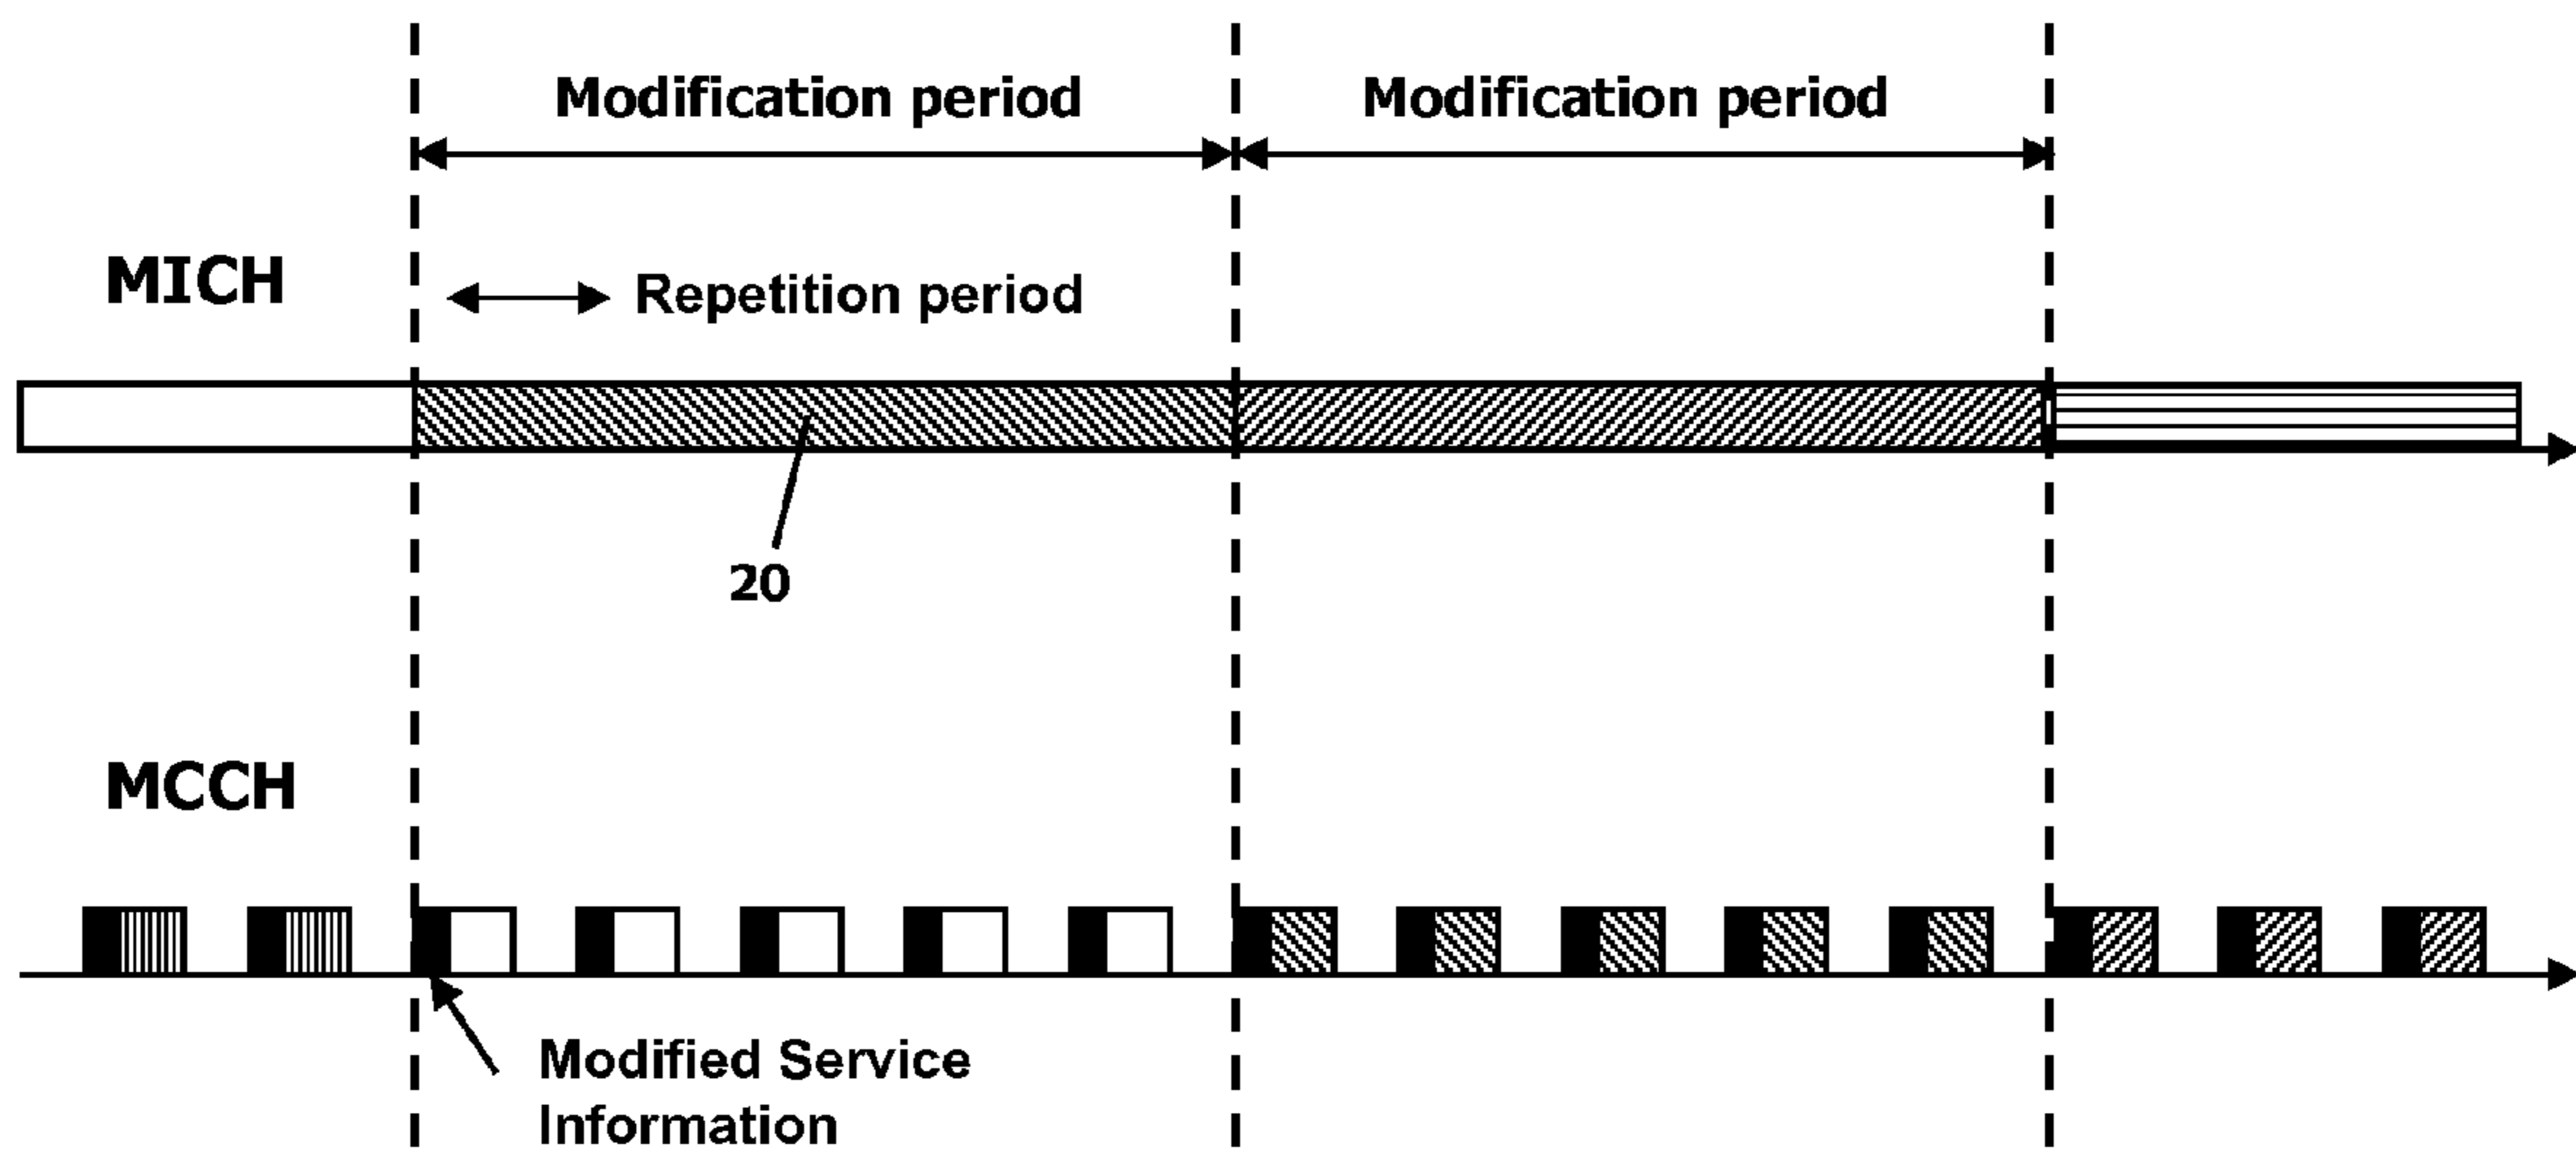 Modification period
Modification period
MICH
Repetition period
20
MCCH
Modified Service
Information